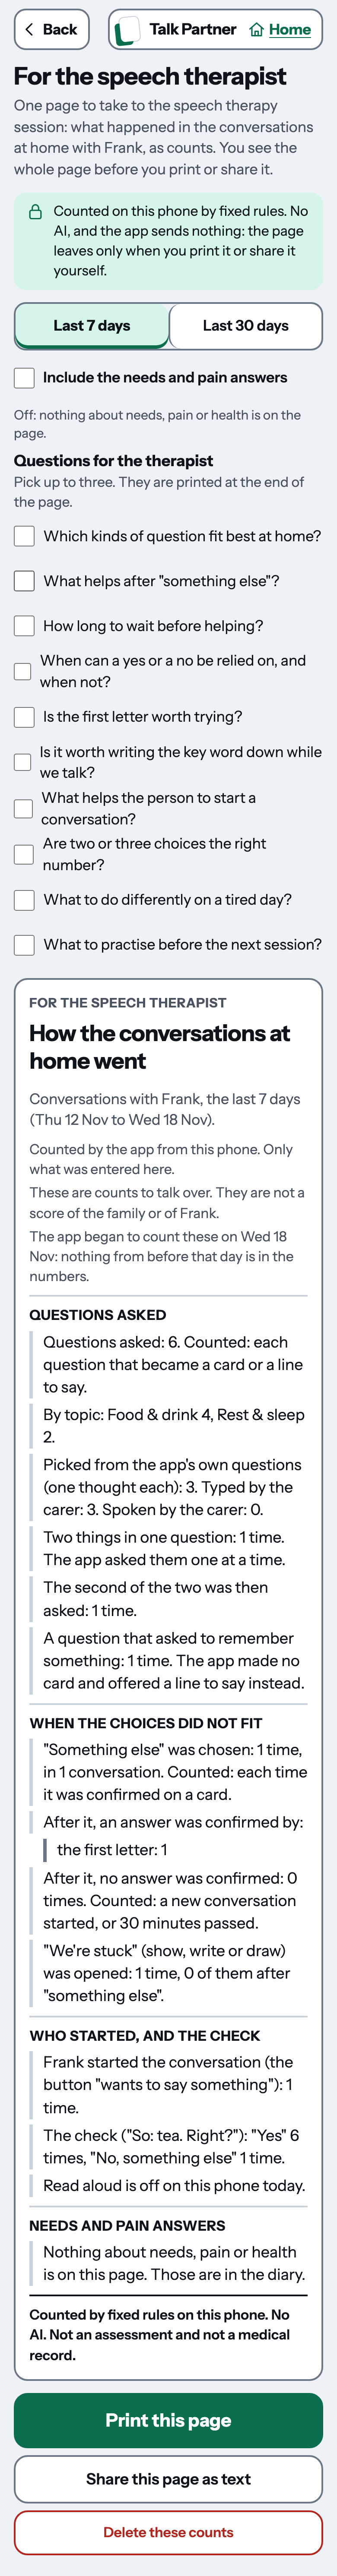 Back
Talk Partner
Home
For the speech therapist
One page to take to the speech therapy
session: what happened in the conversations
at home with Frank, as counts. You see the
whole page before you print or share it.
Counted on this phone by fixed rules. No
AI, and the app sends nothing: the page
leaves only when you print it or share it
yourself.
Last 7 days
Last 30 days
Include the needs and pain answers
Off: nothing about needs, pain or health is on the
page.
Questions for the therapist
Pick up to three. They are printed at the end of
the page.
Which kinds of question fit best at home?
What helps after "something else"?
How long to wait before helping?
When can a yes or a no be relied on, and
when not?
Is the first letter worth trying?
Is it worth writing the key word down while
we talk?
What helps the person to start a
conversation?
Are two or three choices the right
number?
What to do differently on a tired day?
What to practise before the next session?
FOR THE SPEECH THERAPIST
How the conversations at
home went
Conversations with Frank, the last 7 days
(Thu 12 Nov to Wed 18 Nov).
Counted by the app from this phone. Only
what was entered here.
These are counts to talk over. They are not a
score of the family or of Frank.
The app began to count these on Wed 18
Nov: nothing from before that day is in the
numbers.
QUESTIONS ASKED
Questions asked: 6. Counted: each
question that became a card or a line
to say.
By topic: Food & drink 4, Rest & sleep
2.
Picked from the app's own questions
(one thought each): 3. Typed by the
carer: 3. Spoken by the carer: 0.
Two things in one question: 1 time.
The app asked them one at a time.
The second of the two was then
asked: 1 time.
A question that asked to remember
something: 1 time. The app made no
card and offered a line to say instead.
WHEN THE CHOICES DID NOT FIT
"Something else" was chosen: 1 time,
in 1 conversation. Counted: each time
it was confirmed on a card.
After it, an answer was confirmed by:
the first letter: 1
After it, no answer was confirmed: 0
times. Counted: a new conversation
started, or 30 minutes passed.
"We're stuck" (show, write or draw)
was opened: 1 time, 0 of them after
"something else".
WHO STARTED, AND THE CHECK
Frank started the conversation (the
button "wants to say something"): 1
time.
The check ("So: tea. Right?"): "Yes" 6
times, "No, something else" 1 time.
Read aloud is off on this phone today.
NEEDS AND PAIN ANSWERS
Nothing about needs, pain or health
is on this page. Those are in the diary.
Counted by fixed rules on this phone. No
AI. Not an assessment and not a medical
record.
Print this page
Share this page as text
Delete these counts